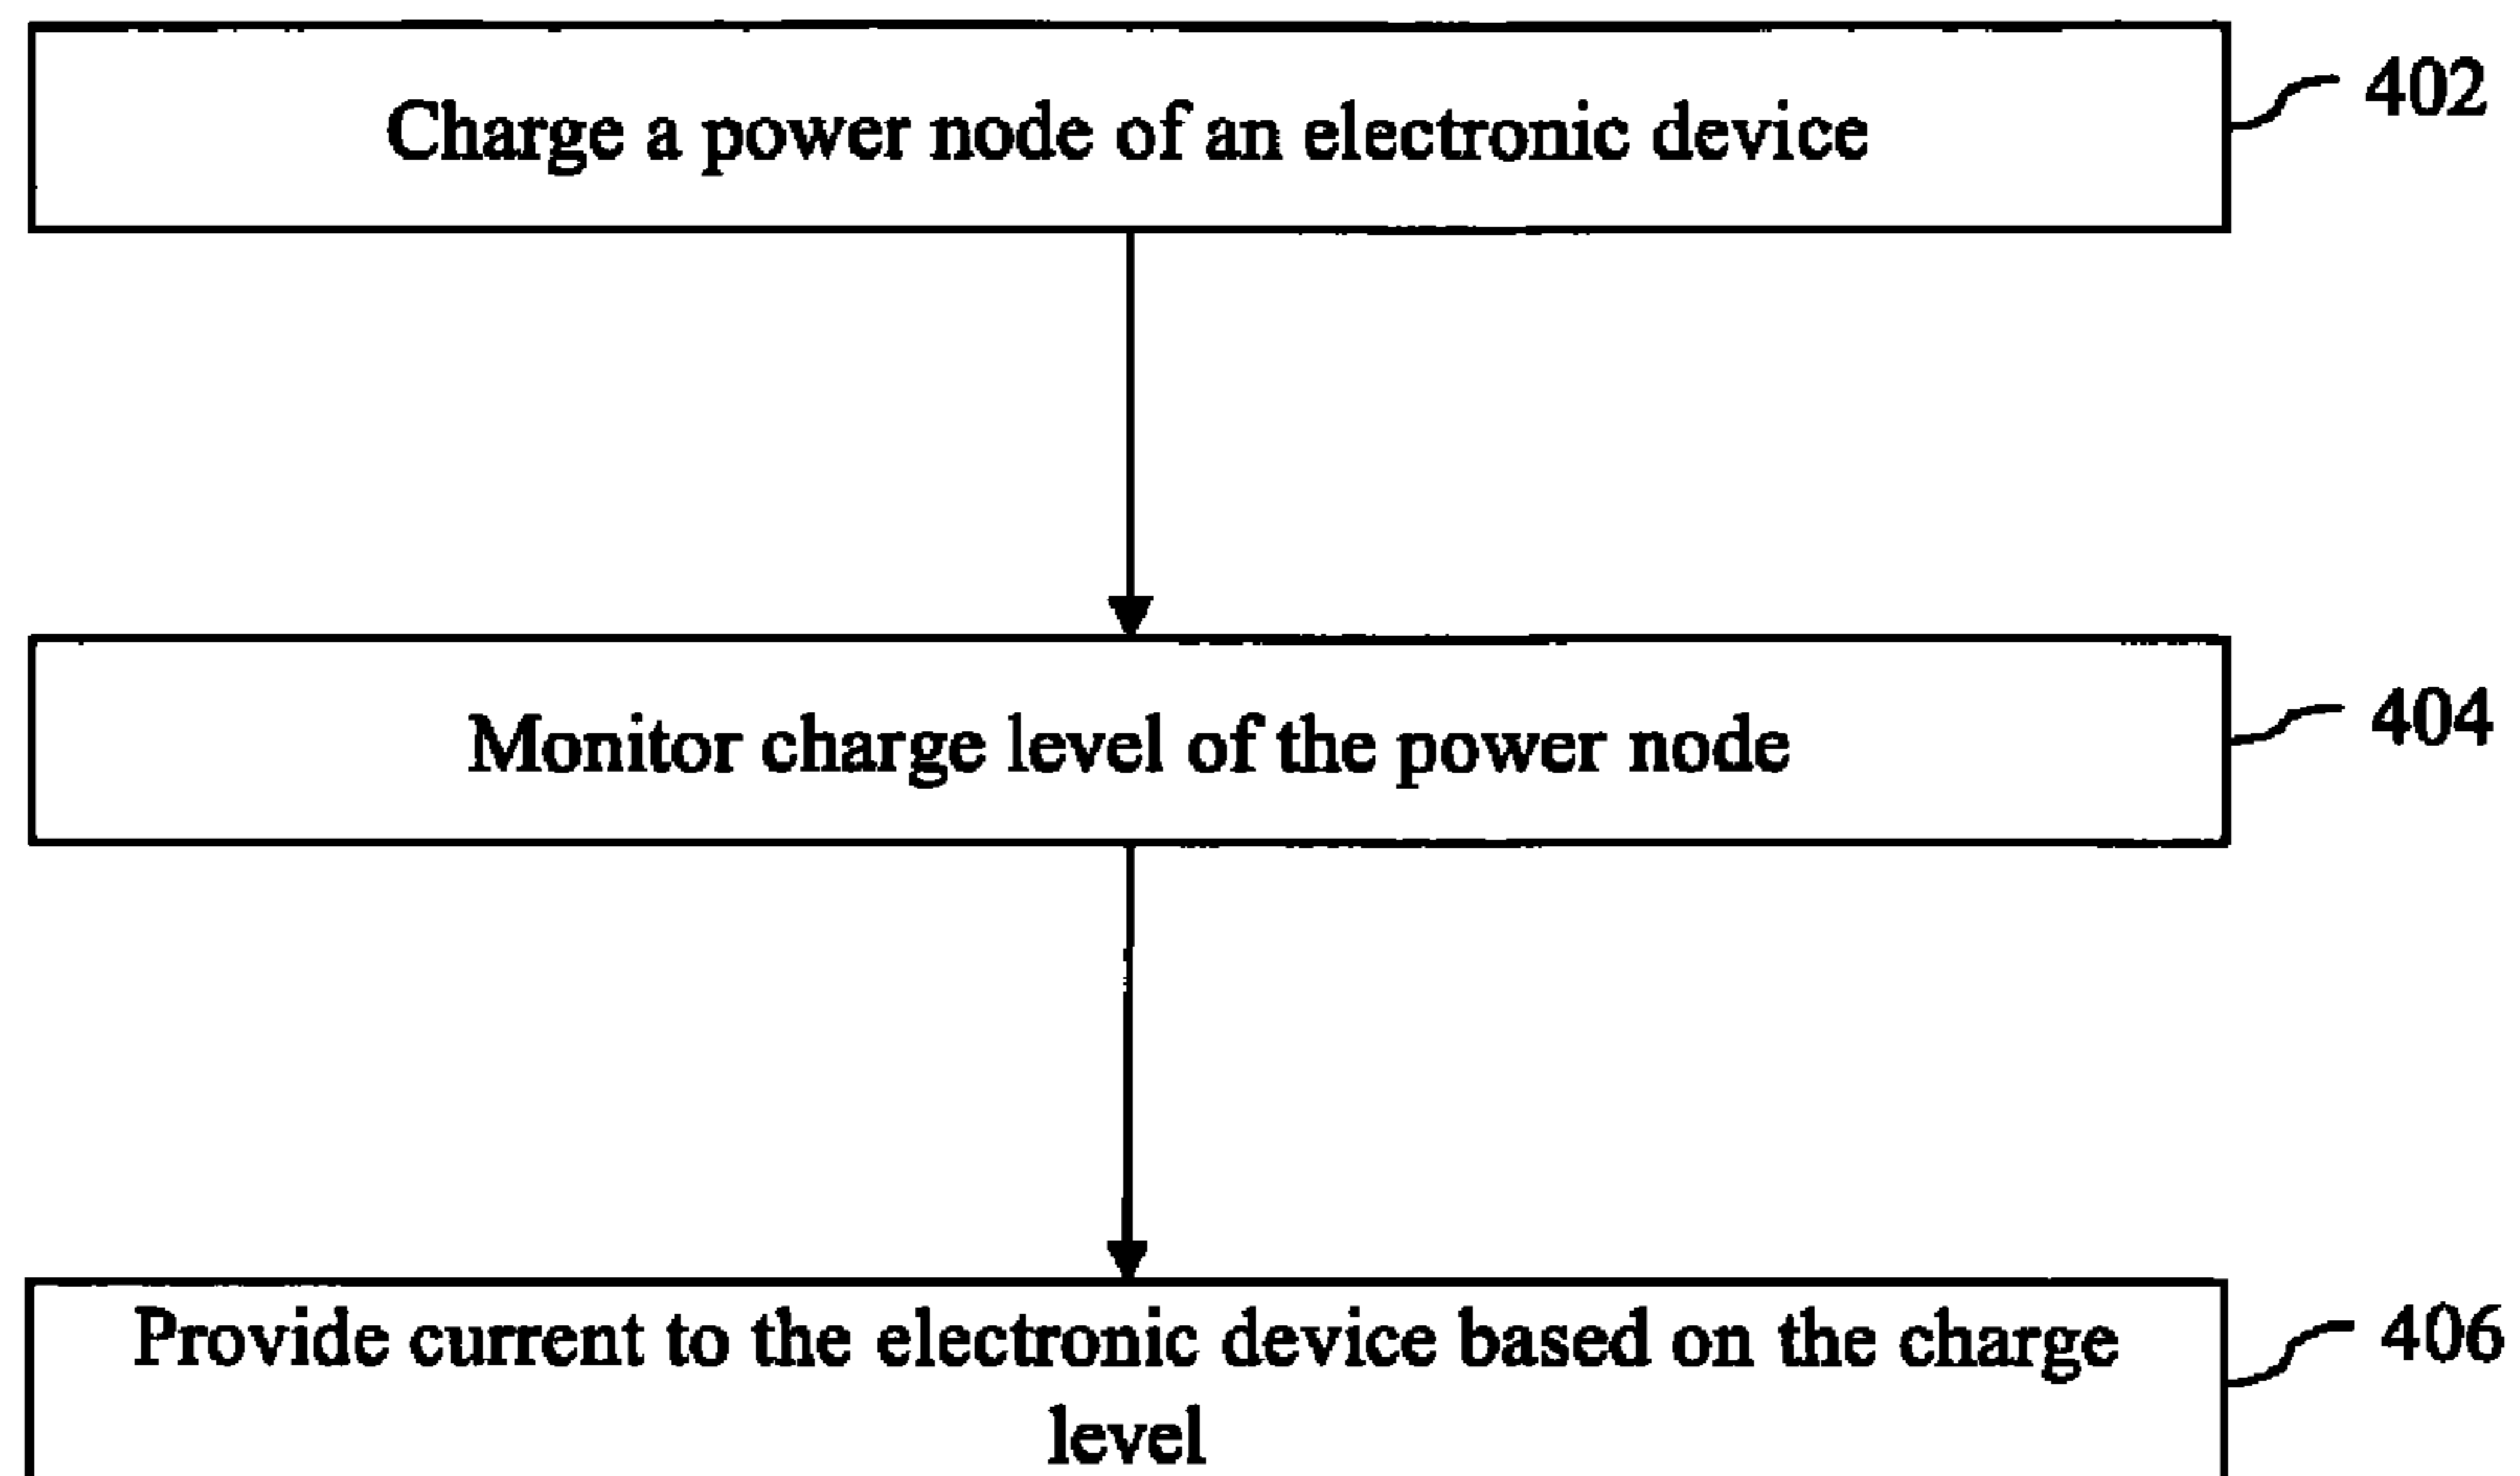 Charge a power node of an electronic device
402
Monitor charge level of the power node
404
Provide current to the electronic device based on the charge
level
406